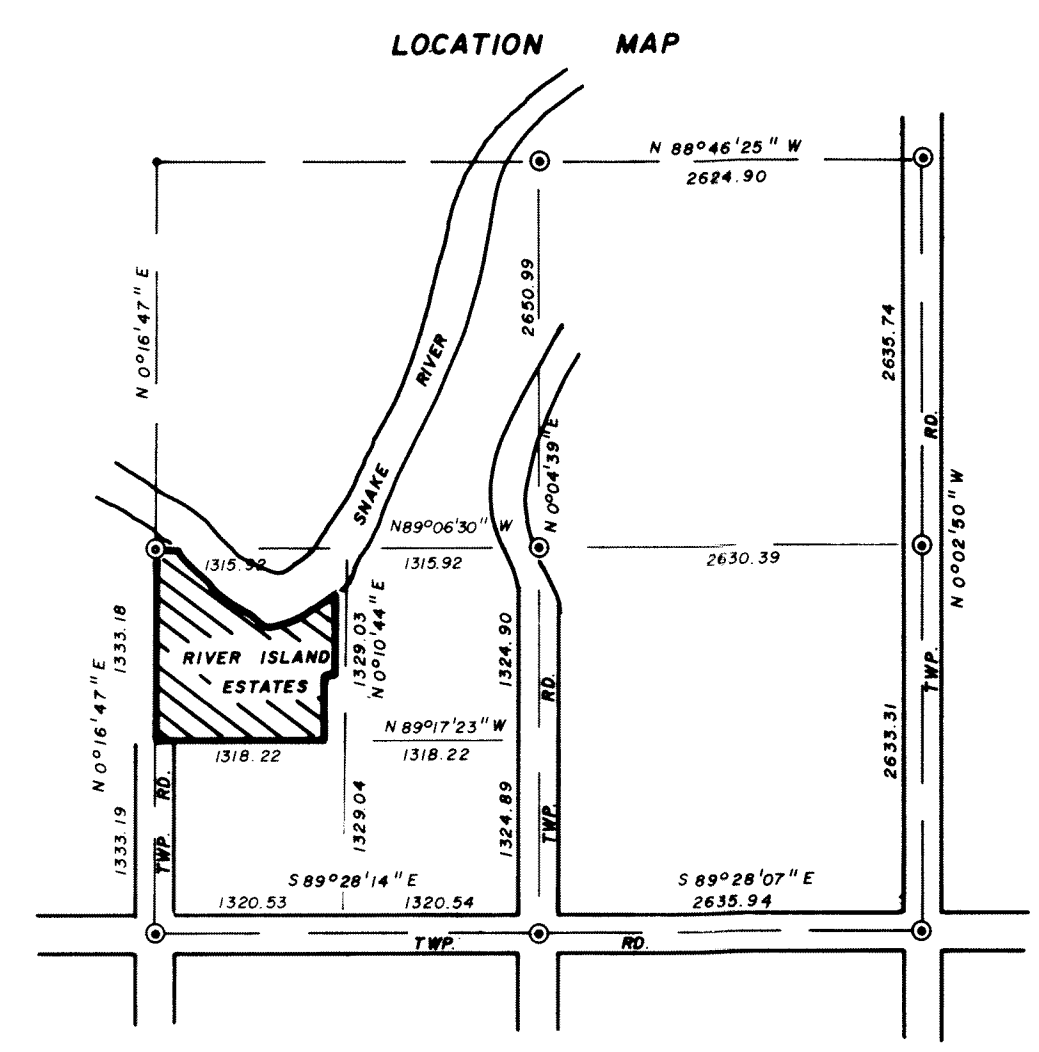 LOCATION MAP
N 88°46'25" W
2624.90
N 0°16'47" E
2650.99
2635.74
RIVER
RD.
SNAKE
N 0°04'39" E
N 0°02'50" W
N89°06'30" W
1315.92
1315.92
2630.39
1333.18
1329.03
N 0°10'44" E
1324.90
RIVER ISLAND
ESTATES
RD.
TWP.
N 0°16'47" E
N 89°17'23" W
1318.22
1318.22
2633.31
RD.
1333.19
TWP.
1329.04
1324.89
TWP.
S 89°28'14" E
1320.53
1320.54
S 89°28'07" E
2635.94
TWP. RD.